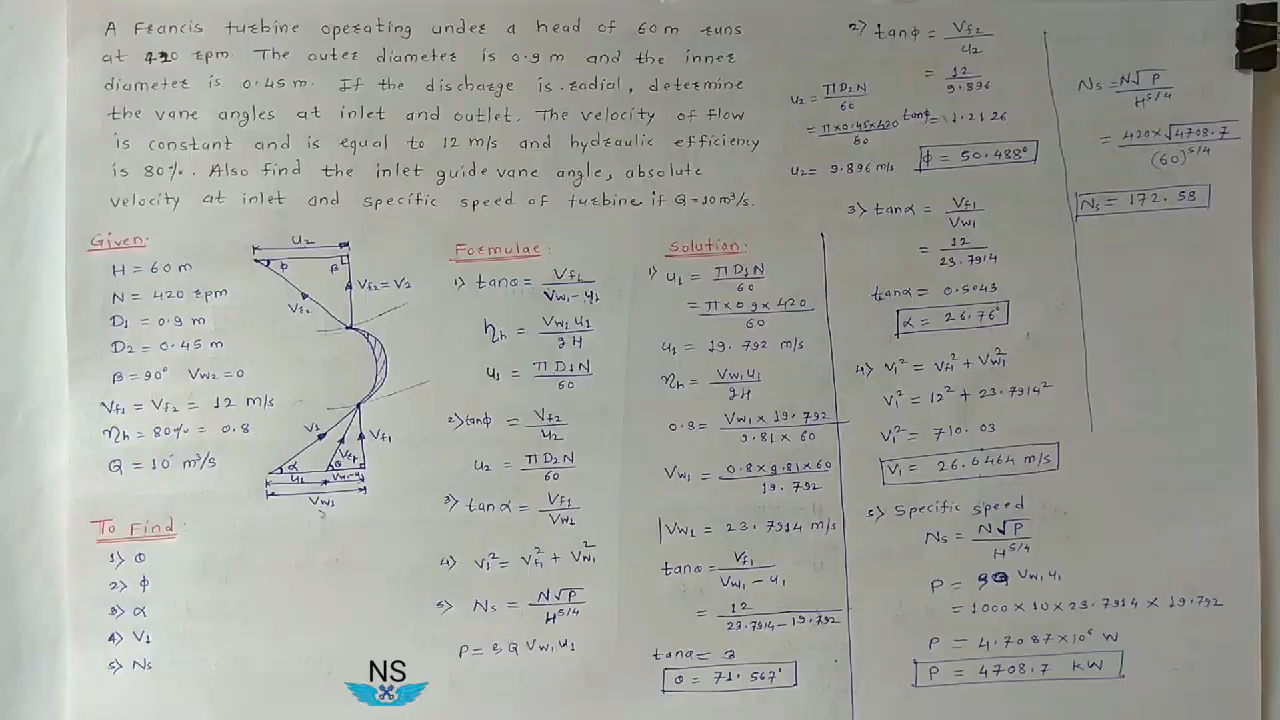 A Francis turbine operating under a head of 60 m runs
at 420 rpm. The outer diameter is 0.9 m and the inner
diameter is 0.45 m. If the discharge is radial, determine
the vane angles at inlet and outlet. The velocity of flow
is constant and is equal to 12 m/s and hydraulic efficiency
is 80%. Also find the inlet guide vane angle, absolute
velocity at inlet and specific speed of turbine if Q = 10 m³/s.
Given:
H = 60 m
N = 420 rpm
D1 = 0.9 m
D2 = 0.45 m
β = 90° Vw2 = 0
Vf1 = Vf2 = 12 m/s
ηh = 80% = 0.8
Q = 10 m³/s
To Find:
1) θ
2) ϕ
3) α
4) V1
5) Ns
u2
ϕ
β
Vf2 = V2
Vr2
V1
Vr1
Vf1
α
θ
u1
Vw1-u1
Vw1
Formulae:
1) tanθ = Vf1 / Vw1 - u1
ηh = Vw1 u1 / gH
u1 = π D1 N / 60
2) tanϕ = Vf2 / u2
u2 = π D2 N / 60
3) tanα = Vf1 / Vw1
4) V1² = Vf1² + Vw1²
5) Ns = N√P / H^5/4
P = ρ Q Vw1 u1
NS
Solution:
1) u1 = π D1 N / 60
= π × 0.9 × 420 / 60
u1 = 19.792 m/s
ηh = Vw1 u1 / gH
0.8 = Vw1 × 19.792 / 9.81 × 60
Vw1 = 0.8 × 9.81 × 60 / 19.792
Vw1 = 23.7914 m/s
tanθ = Vf1 / Vw1 - u1
= 12 / 23.7914 - 19.792
tanθ = 3
θ = 71.567°
2) tanϕ = Vf2 / u2
= 12 / 9.896
u2 = π D2 N / 60
= π × 0.45 × 420 / 60
tanϕ = 1.2126
u2 = 9.896 m/s
ϕ = 50.488°
3) tanα = Vf1 / Vw1
= 12 / 23.7914
tanα = 0.5043
α = 26.76°
4) V1² = Vf1² + Vw1²
V1² = 12² + 23.7914²
V1² = 710.03
V1 = 26.6464 m/s
5) Specific speed
Ns = N√P / H^5/4
P = ρQ Vw1 u1
= 1000 × 10 × 23.7914 × 19.792
P = 4.7087 × 10⁶ W
P = 4708.7 kW
Ns = N√P / H^5/4
= 420 × √4708.7 / (60)^5/4
Ns = 172.58